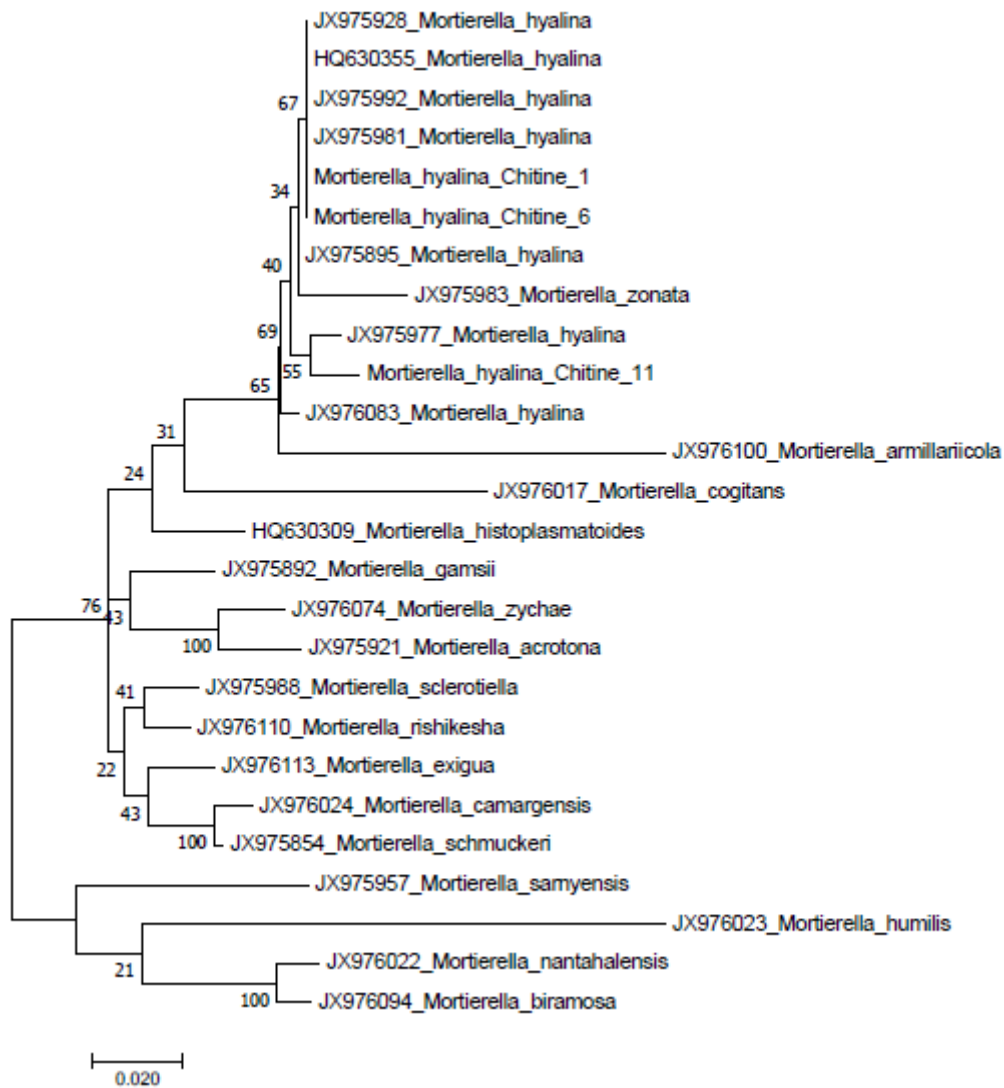 JX975928_Mortierella_hyalina
HQ630355_Mortierella_hyalina
JX975992_Mortierella_hyalina
67
JX975981_Mortierella_hyalina
Mortierella_hyalina_Chitine_1
34
Mortierella_hyalina_Chitine_6
JX975895_Mortierella_hyalina
40
JX975983_Mortierella_zonata
69
JX975977_Mortierella_hyalina
55
Mortierella_hyalina_Chitine_11
65
JX976083_Mortierella_hyalina
31
JX976100_Mortierella_armillariicola
24
JX976017_Mortierella_cogitans
HQ630309_Mortierella_histoplasmatoides
JX975892_Mortierella_gamsii
76
43
JX976074_Mortierella_zychae
100
JX975921_Mortierella_acrotona
41
JX975988_Mortierella_sclerotiella
JX976110_Mortierella_rishikesha
22
JX976113_Mortierella_exigua
43
JX976024_Mortierella_camargensis
100
JX975854_Mortierella_schmuckeri
JX975957_Mortierella_sarnyensis
JX976023_Mortierella_humilis
21
JX976022_Mortierella_nantahalensis
100
JX976094_Mortierella_biramosa
0.020